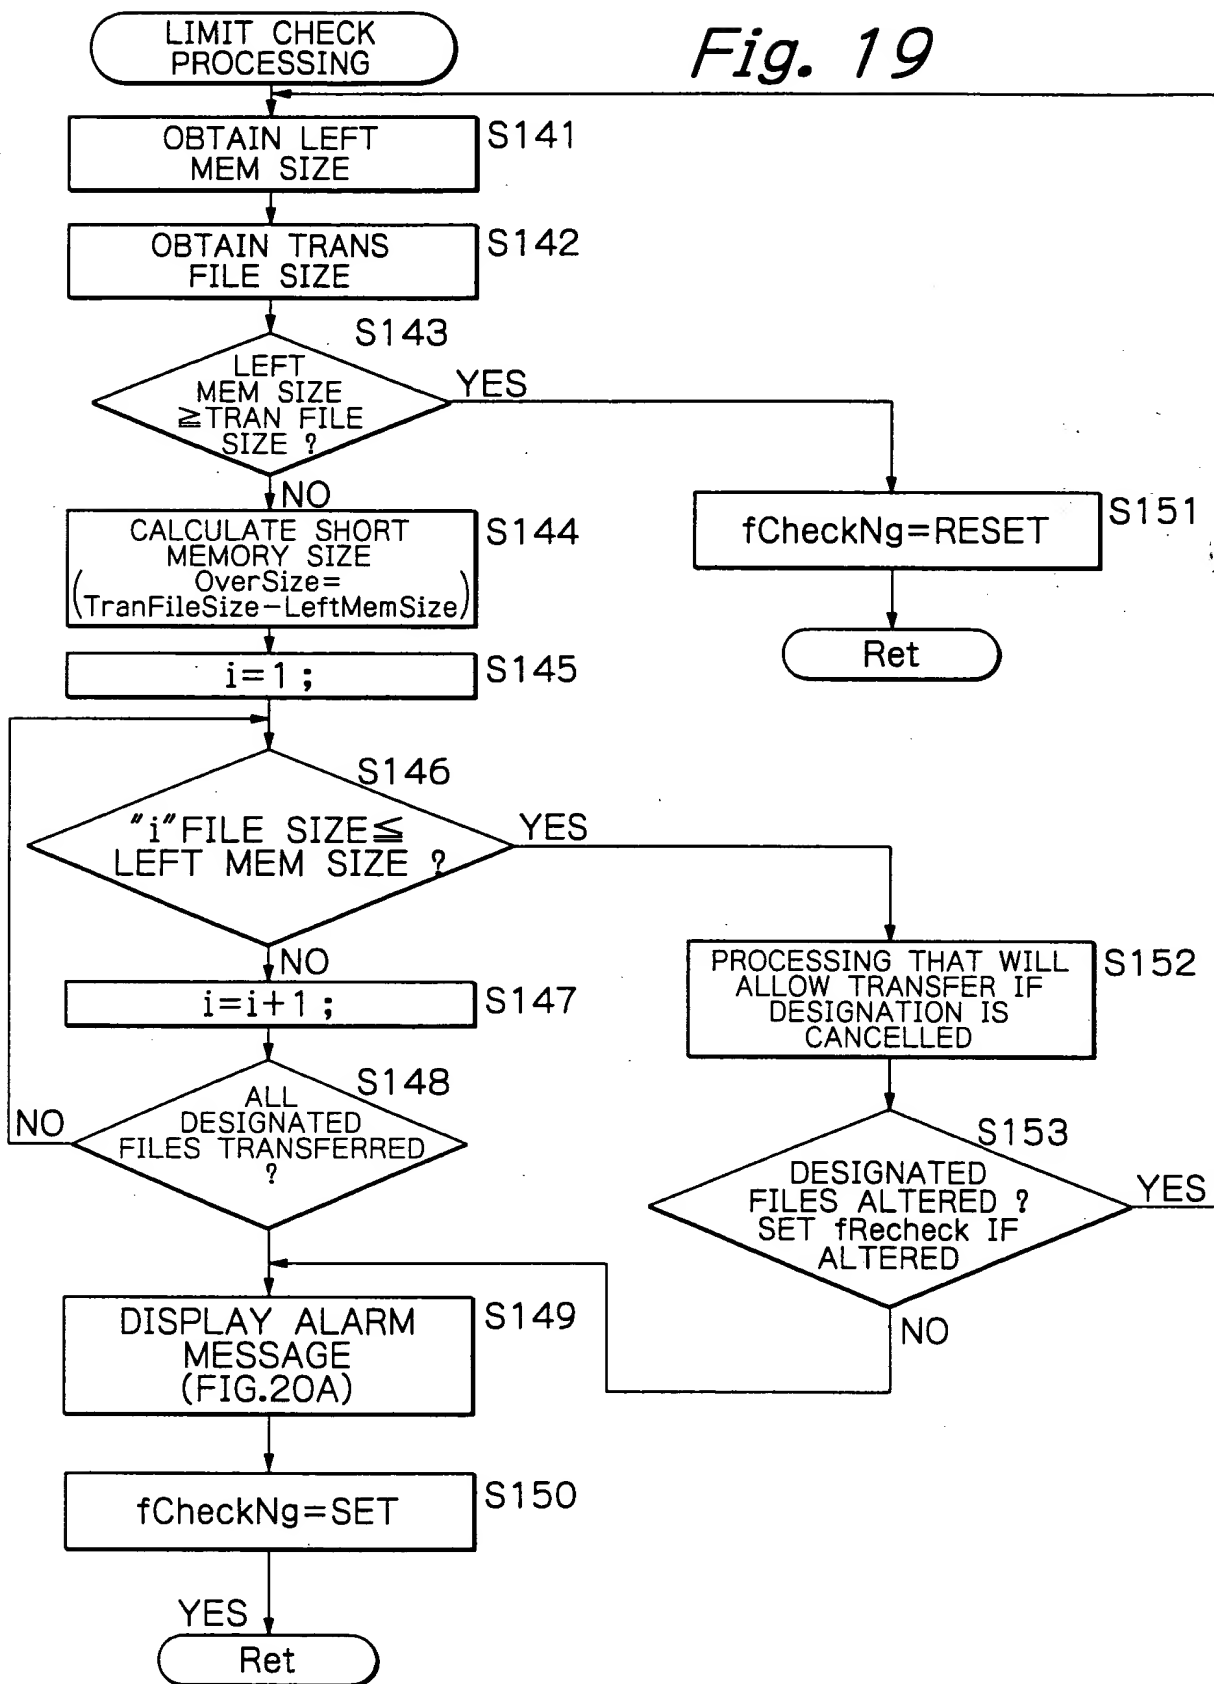 Fig. 19
LIMIT CHECK
PROCESSING
OBTAIN LEFT
MEM SIZE
S141
OBTAIN TRANS
FILE SIZE
S142
S143
LEFT
MEM SIZE
≧TRAN FILE
SIZE ?
YES
NO
CALCULATE SHORT
MEMORY SIZE
(OverSize=
TranFileSize-LeftMemSize)
S144
fCheckNg=RESET
S151
Ret
i=1;
S145
S146
"i"FILE SIZE≦
LEFT MEM SIZE ?
YES
NO
i=i+1;
S147
PROCESSING THAT WILL
ALLOW TRANSFER IF
DESIGNATION IS
CANCELLED
S152
S148
ALL
DESIGNATED
FILES TRANSFERRED
?
NO
S153
DESIGNATED
FILES ALTERED ?
SET fRecheck IF
ALTERED
YES
NO
DISPLAY ALARM
MESSAGE
(FIG.20A)
S149
fCheckNg=SET
S150
YES
Ret